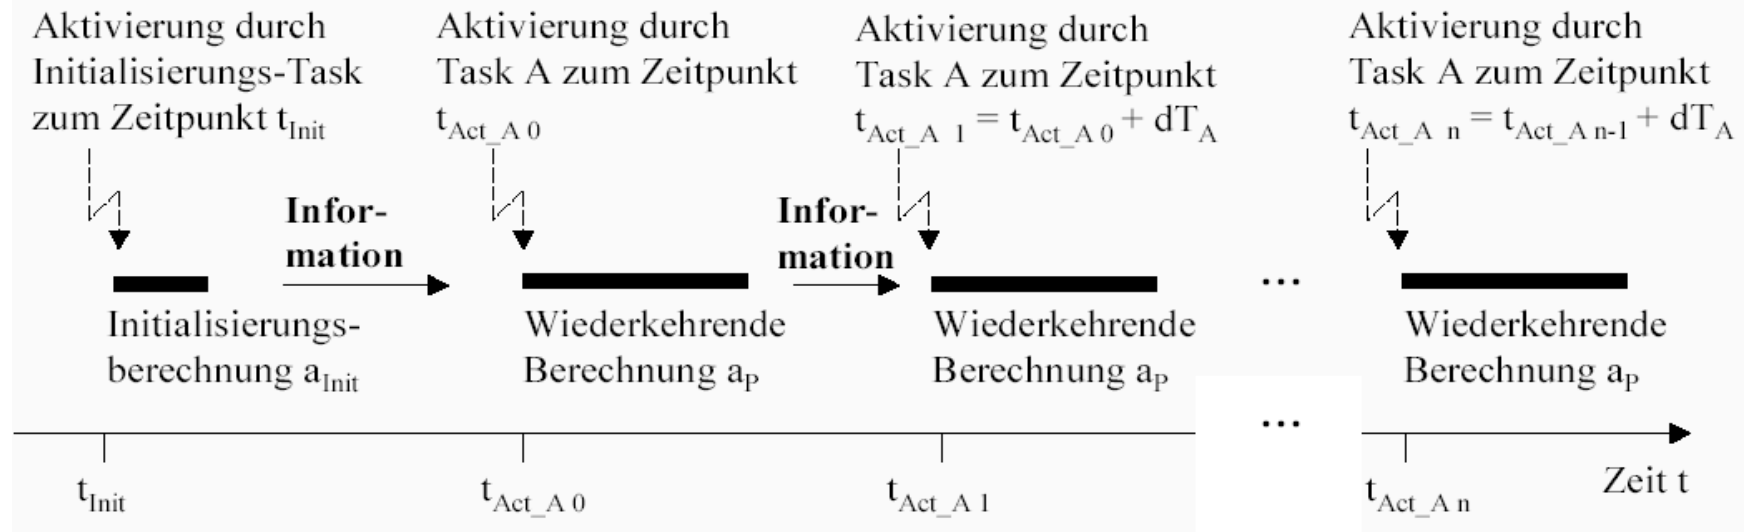 Aktivierung durch
Initialisierungs-Task
zum Zeitpunkt tInit
Aktivierung durch
Task A zum Zeitpunkt
tAct_A 0
Aktivierung durch
Task A zum Zeitpunkt
tAct_A 1 = tAct_A 0 + dTA
Aktivierung durch
Task A zum Zeitpunkt
tAct_A n = tAct_A n-1 + dTA
Infor-
mation
Infor-
mation
Initialisierungs-
berechnung aInit
Wiederkehrende
Berechnung aP
Wiederkehrende
Berechnung aP
...
Wiederkehrende
Berechnung aP
...
tInit
tAct_A 0
tAct_A 1
tAct_A n
Zeit t